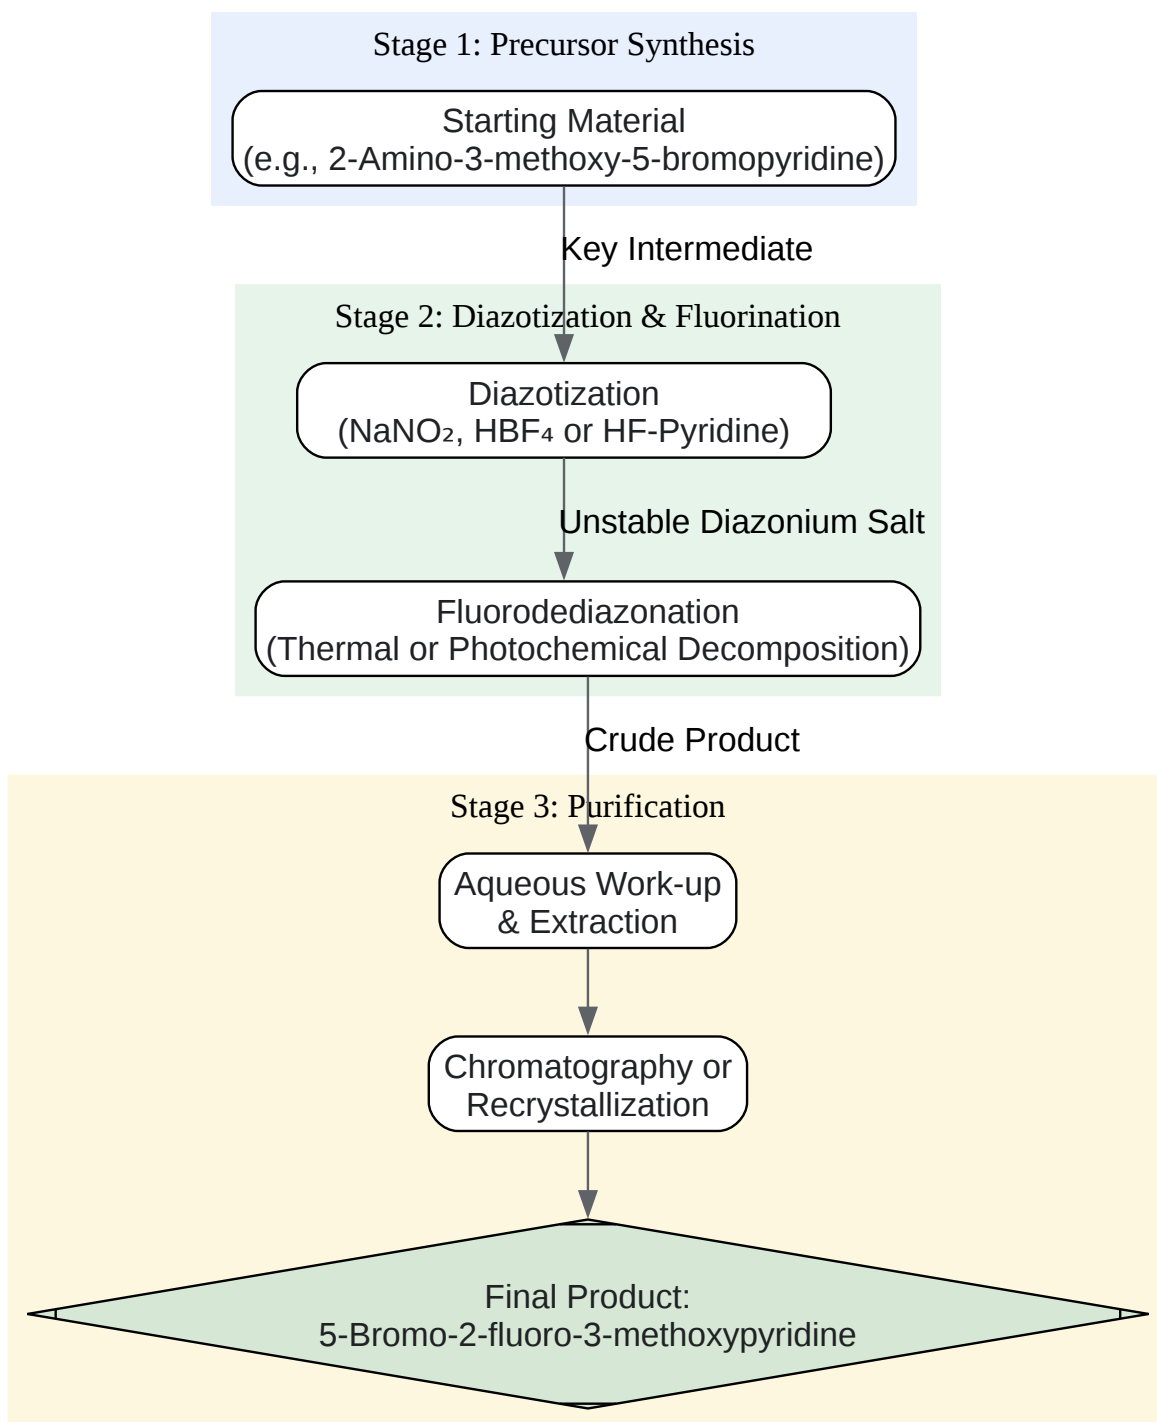 Stage 1: Precursor Synthesis
Starting Material
(e.g., 2-Amino-3-methoxy-5-bromopyridine)
Key Intermediate
Stage 2: Diazotization & Fluorination
Diazotization
(NaNO₂, HBF₄ or HF-Pyridine)
Unstable Diazonium Salt
Fluorodediazonation
(Thermal or Photochemical Decomposition)
Crude Product
Stage 3: Purification
Aqueous Work-up
& Extraction
Chromatography or
Recrystallization
Final Product:
5-Bromo-2-fluoro-3-methoxypyridine